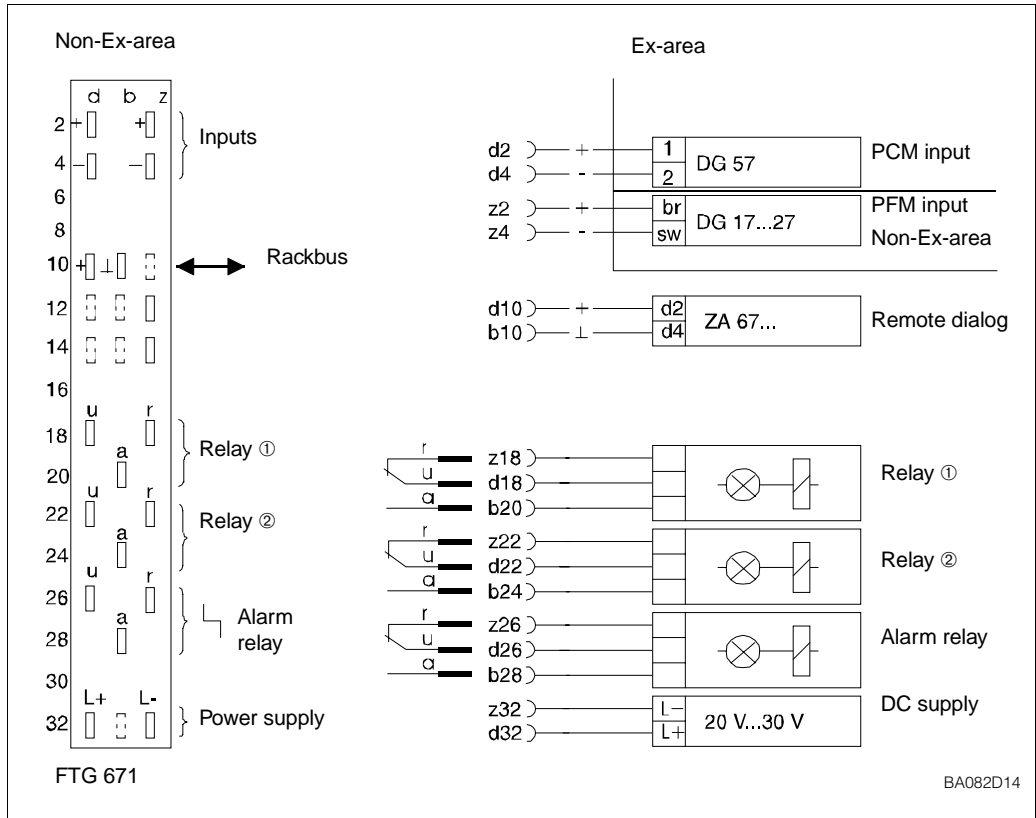 Non-Ex-area
d b z
2 + +
Inputs
4 – –
6
8
10 + ⊥
Rackbus
12
14
16
u r
18
Relay ①
a
20
u r
22
Relay ②
a
24
u r
26
Alarm
relay
a
28
30
L+ L-
32
Power supply
FTG 671
Ex-area
d2 + 1
d4 - 2
DG 57
PCM input
z2 + br
z4 - sw
DG 17...27
PFM input
Non-Ex-area
d10 + d2
b10 ⊥ d4
ZA 67...
Remote dialog
r z18
u d18
a b20
Relay ①
r z22
u d22
a b24
Relay ②
r z26
u d26
a b28
Alarm relay
z32 L–
d32 L+
20 V...30 V
DC supply
BA082D14